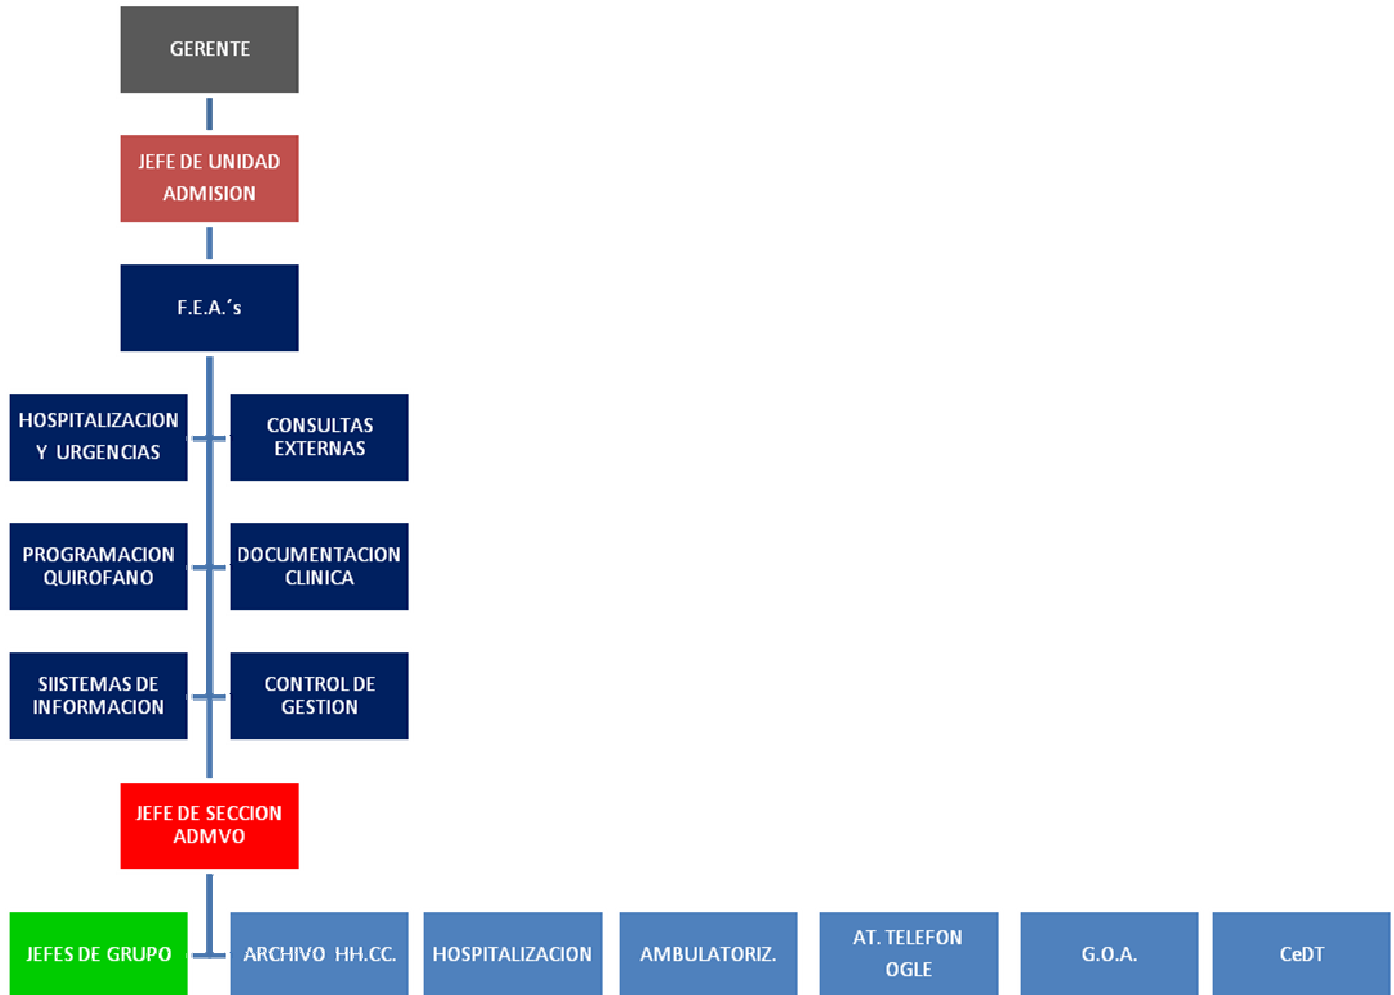 GERENTE
JEFE DE UNIDAD
ADMISION
F.E.A.´s
HOSPITALIZACION
Y URGENCIAS
CONSULTAS
EXTERNAS
PROGRAMACION
QUIROFANO
DOCUMENTACION
CLINICA
SIISTEMAS DE
INFORMACION
CONTROL DE
GESTION
JEFE DE SECCION
ADMVO
JEFES DE GRUPO
ARCHIVO HH.CC.
HOSPITALIZACION
AMBULATORIZ.
AT. TELEFON
OGLE
G.O.A.
CeDT